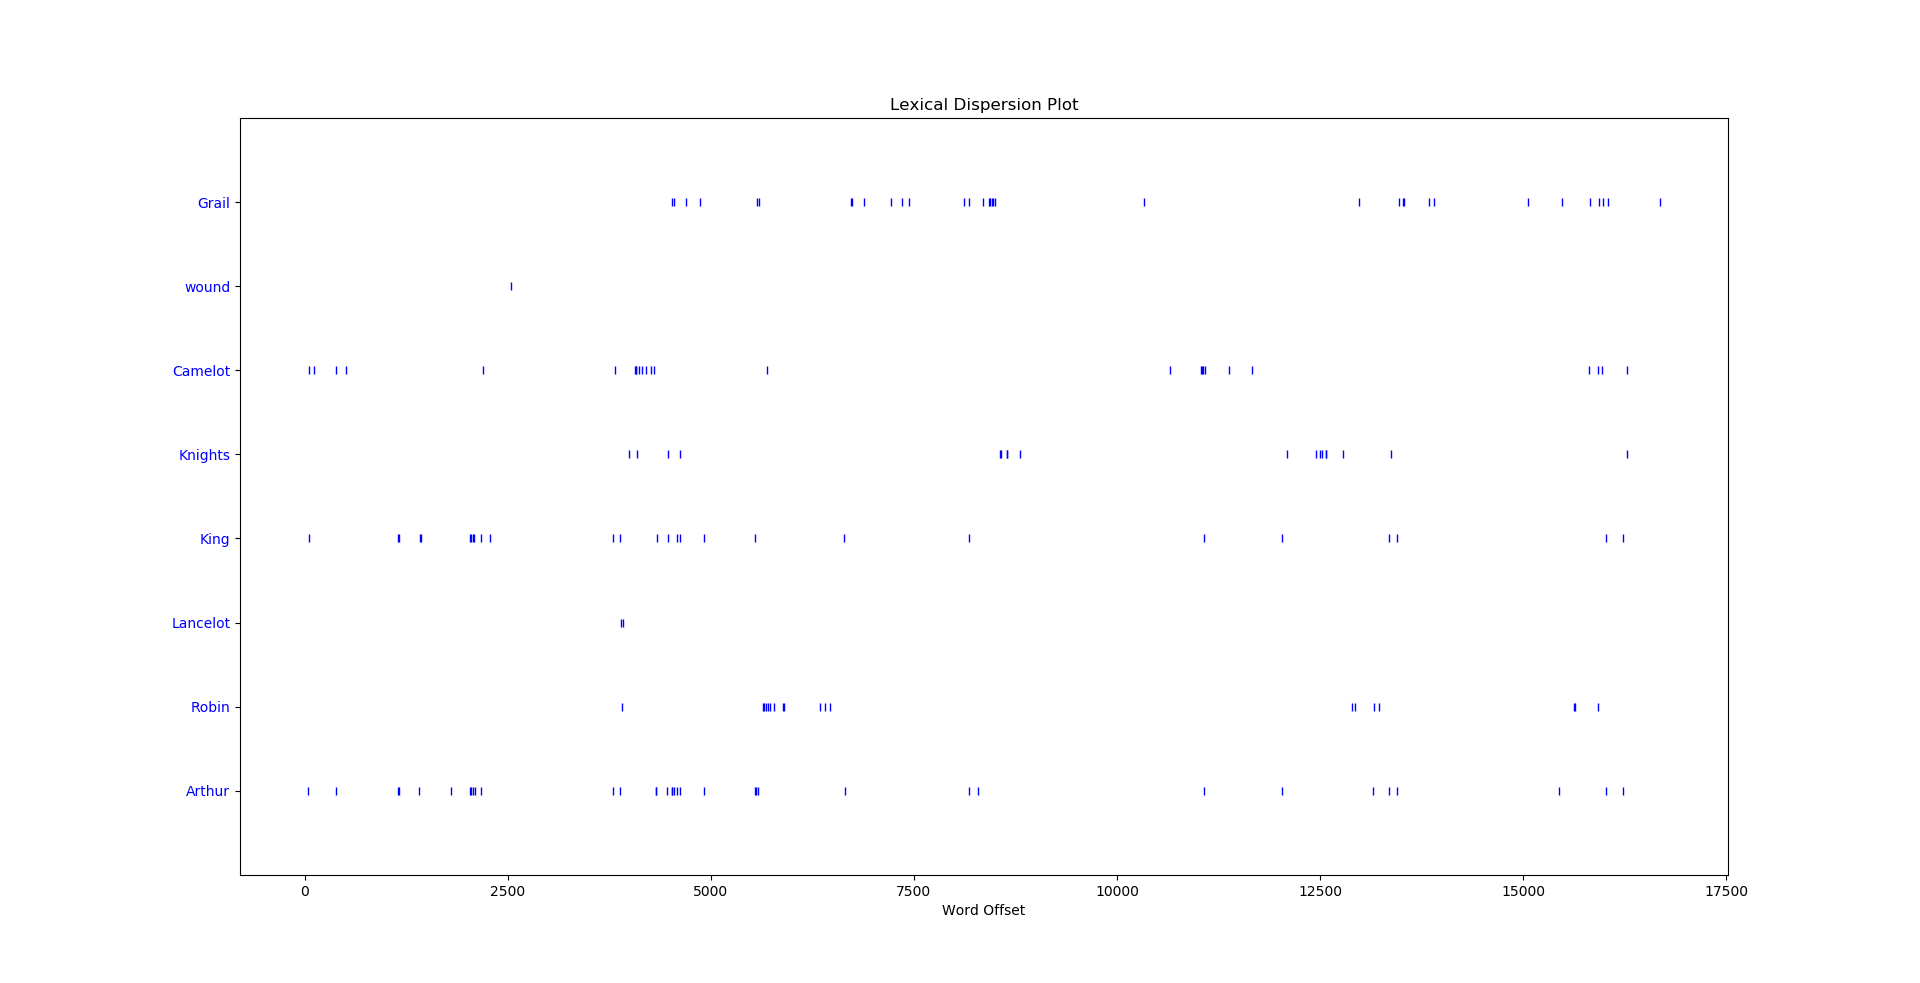 Lexical Dispersion Plot
Grail
wound
Camelot
Knights
King
Lancelot
Robin
Arthur
0 2500 5000 7500 10000 12500 15000 17500
Word Offset